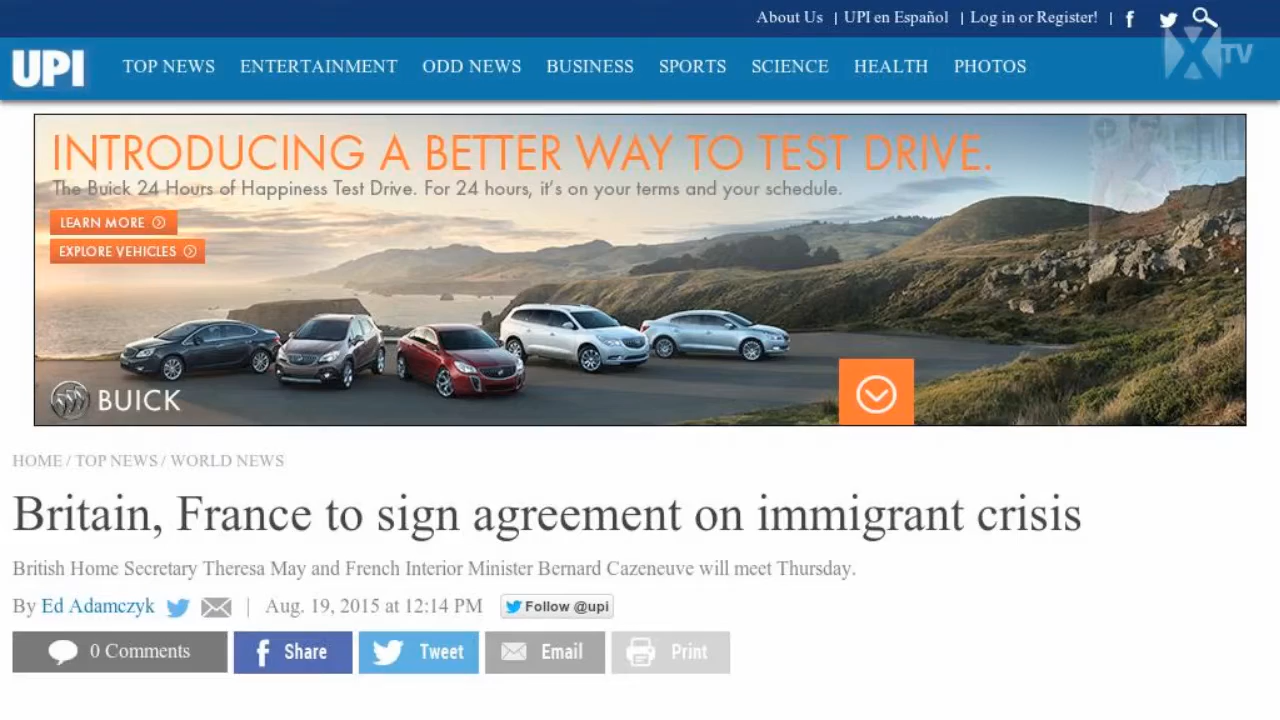 About Us | UPI en Español | Log in or Register! |
UPI TOP NEWS ENTERTAINMENT ODD NEWS BUSINESS SPORTS SCIENCE HEALTH PHOTOS
X TV
INTRODUCING A BETTER WAY TO TEST DRIVE.
The Buick 24 Hours of Happiness Test Drive. For 24 hours, it's on your terms and your schedule.
LEARN MORE
EXPLORE VEHICLES
BUICK
HOME / TOP NEWS / WORLD NEWS
Britain, France to sign agreement on immigrant crisis
British Home Secretary Theresa May and French Interior Minister Bernard Cazeneuve will meet Thursday.
By Ed Adamczyk | Aug. 19, 2015 at 12:14 PM Follow @upi
0 Comments Share Tweet Email Print